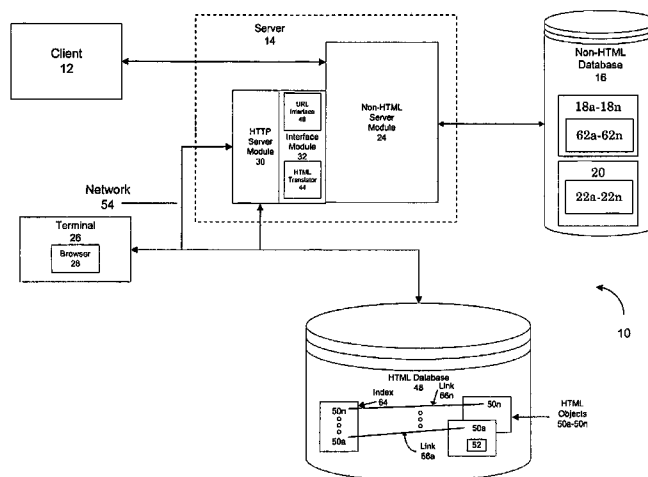 Client
12
Server
14
URL
Interface
HTTP
Server
Module
30
Interface
Module
32
HTML
Translator
44
Non-HTML
Server
Module
24
Non-HTML
Database
16
18a-18n
62a-62n
20
22a-22n
Network
54
Terminal
26
Browser
28
10
HTML Database
48
Index
64
Link
66n
50n
50a
50n
50a
52
Link
66a
HTML
Objects
50a-50n